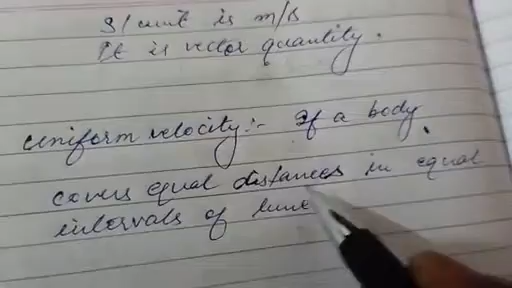 SI unit is m/s
It is vector quantity.
Uniform velocity:- If a body
covers equal distances in equal
intervals of time